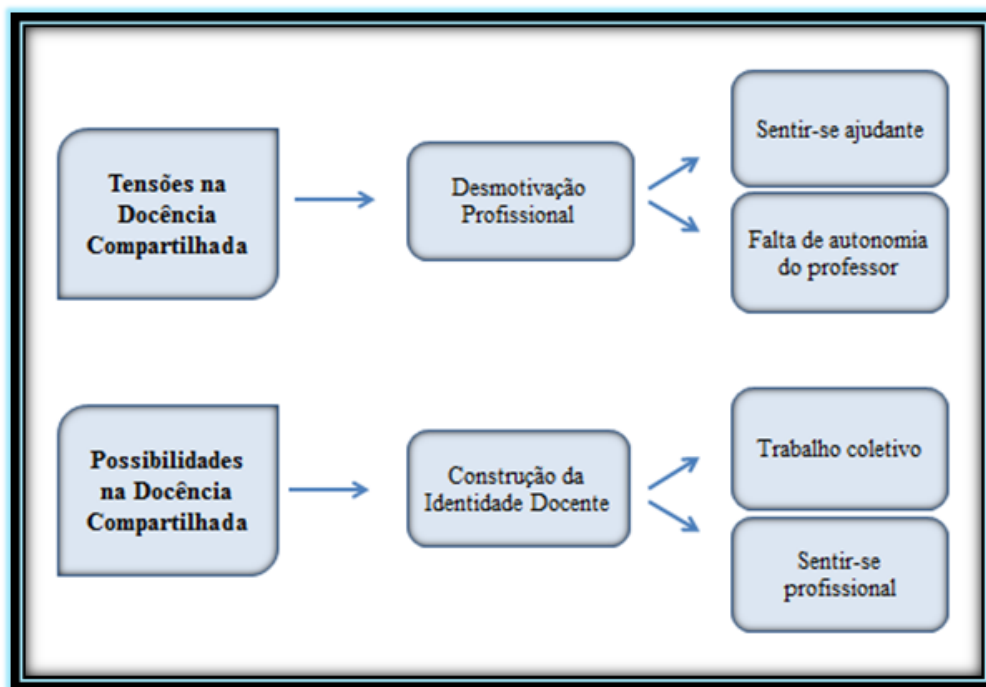 Tensões na
Docência
Compartilhada
Desmotivação
Profissional
Sentir-se ajudante
Falta de autonomia
do professor
Possibilidades
na Docência
Compartilhada
Construção da
Identidade Docente
Trabalho coletivo
Sentir-se
profissional